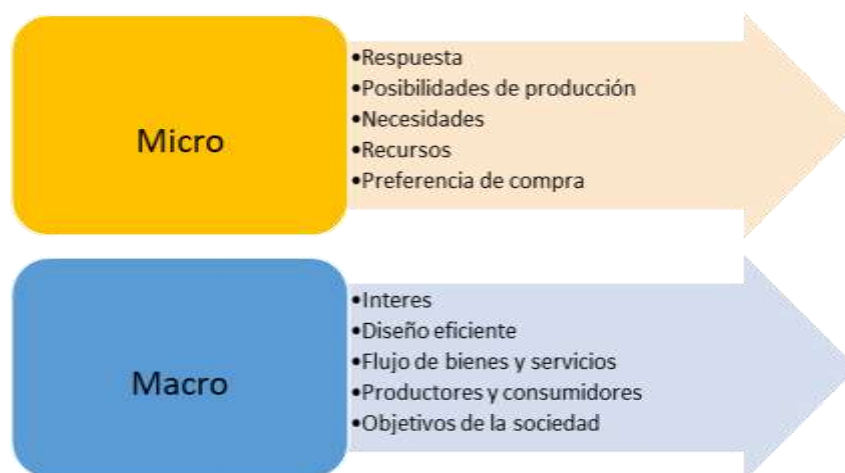 Micro
•Respuesta
•Posibilidades de producción
•Necesidades
•Recursos
•Preferencia de compra
Macro
•Interes
•Diseño eficiente
•Flujo de bienes y servicios
•Productores y consumidores
•Objetivos de la sociedad